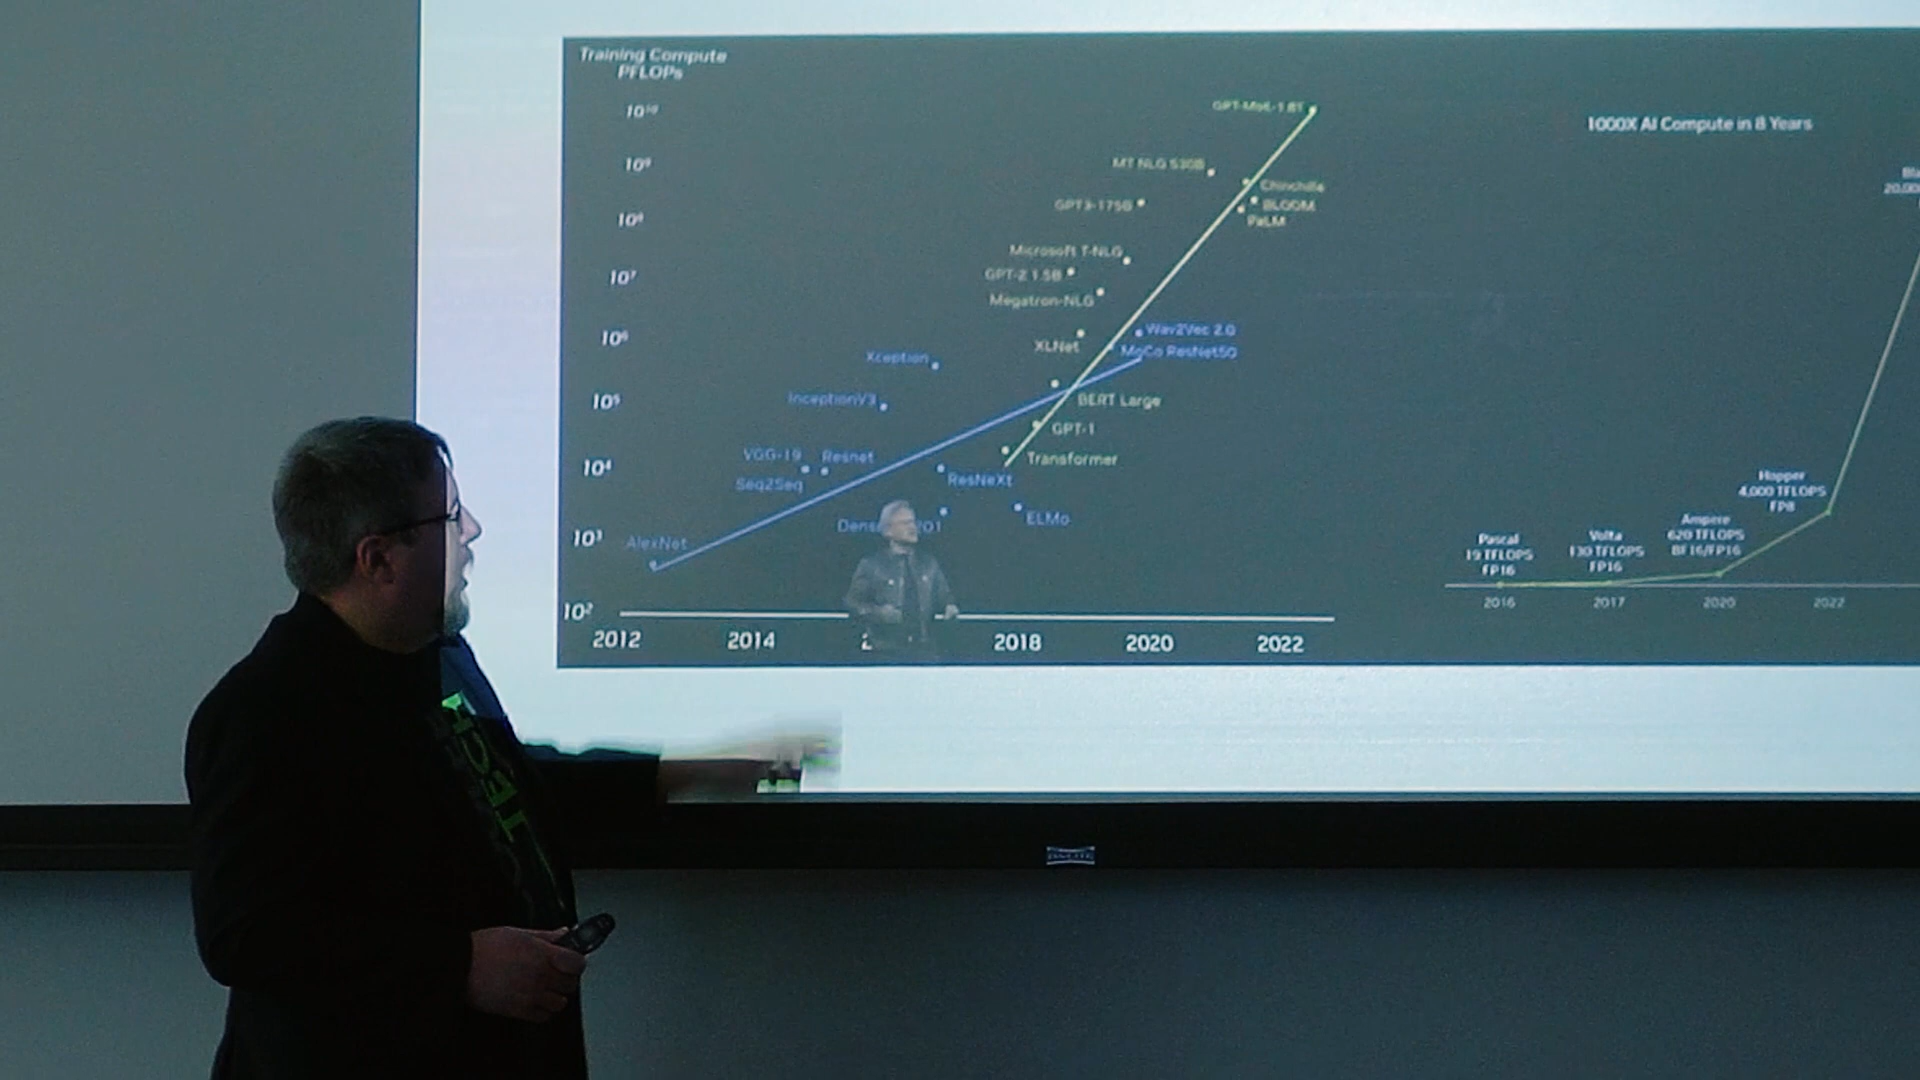 Training Compute
PFLOPs
10¹⁰
10⁹
10⁸
10⁷
10⁶
10⁵
10⁴
10³
10²
2012
2014
2018
2020
2022
GPT-MoE-1.8T
MT NLG 530B
Chinchilla
BLOOM
PaLM
GPT3-175B
Microsoft T-NLG
GPT-2 1.5B
Megatron-NLG
XLNet
Wav2Vec 2.0
MoCo ResNet50
Xception
InceptionV3
BERT Large
GPT-1
Transformer
VGG-19
Resnet
Seq2Seq
ResNeXt
ELMo
AlexNet
1000X AI Compute in 8 Years
Pascal
19 TFLOPS
FP16
Volta
130 TFLOPS
FP16
Ampere
620 TFLOPS
BF16/FP16
Hopper
4,000 TFLOPS
FP8
2016
2017
2020
2022